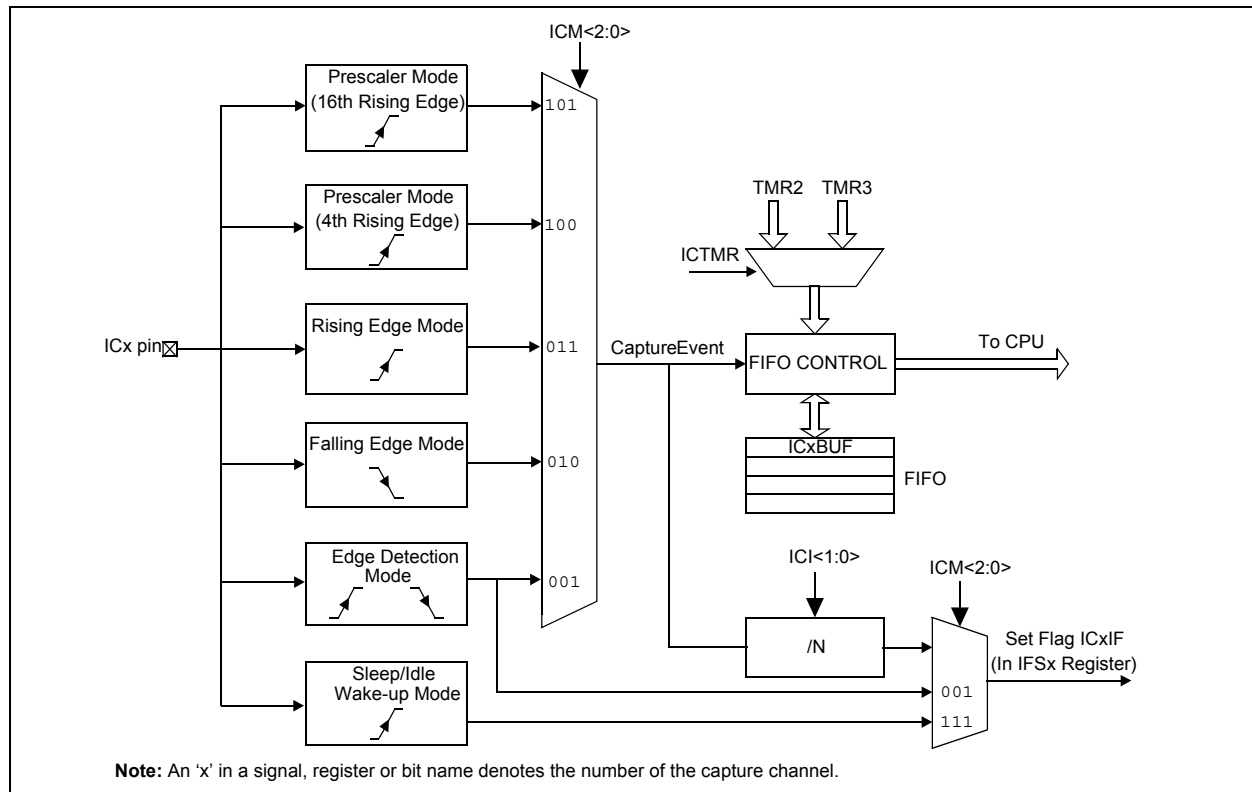 ICM<2:0>
Prescaler Mode
(16th Rising Edge)
101
Prescaler Mode
(4th Rising Edge)
100
TMR2
TMR3
ICTMR
ICx pin
Rising Edge Mode
011
CaptureEvent
FIFO CONTROL
To CPU
Falling Edge Mode
010
ICxBUF
FIFO
Edge Detection
Mode
001
ICI<1:0>
ICM<2:0>
/N
Set Flag ICxIF
(In IFSx Register)
Sleep/Idle
Wake-up Mode
001
111
Note: An ‘x’ in a signal, register or bit name denotes the number of the capture channel.